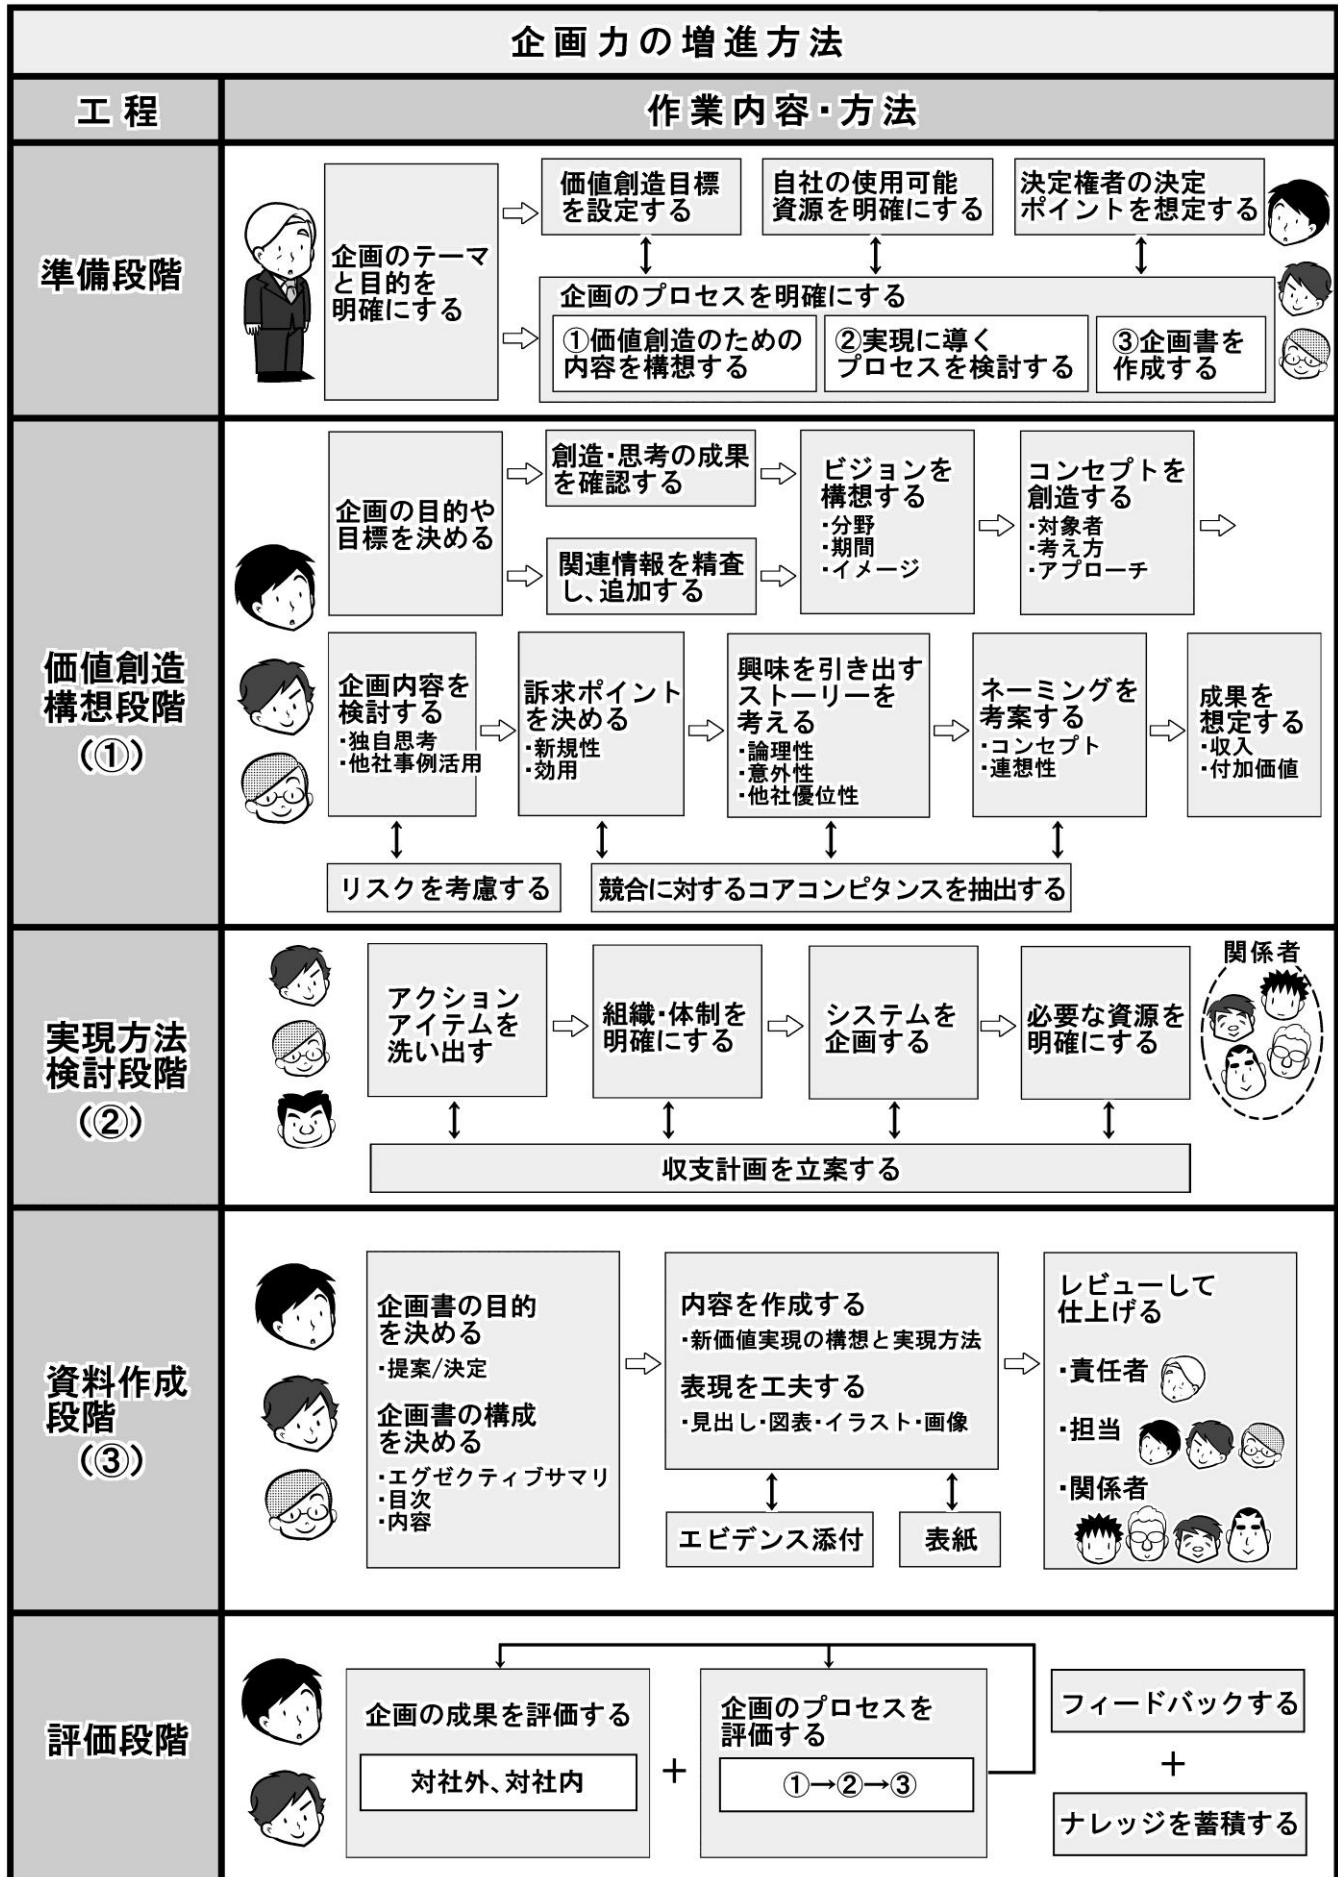 企画力の増進方法
工程
作業内容・方法
準備段階
企画のテーマ
と目的を
明確にする
価値創造目標
を設定する
自社の使用可能
資源を明確にする
決定権者の決定
ポイントを想定する
企画のプロセスを明確にする
①価値創造のための
内容を構想する
②実現に導く
プロセスを検討する
③企画書を
作成する
価値創造
構想段階
(①)
企画の目的や
目標を決める
創造・思考の成果
を確認する
関連情報を精査
し、追加する
ビジョンを
構想する
・分野
・期間
・イメージ
コンセプトを
創造する
・対象者
・考え方
・アプローチ
企画内容を
検討する
・独自思考
・他社事例活用
訴求ポイント
を決める
・新規性
・効用
興味を引き出す
ストーリーを
考える
・論理性
・意外性
・他社優位性
ネーミングを
考案する
・コンセプト
・連想性
成果を
想定する
・収入
・付加価値
リスクを考慮する
競合に対するコアコンピタンスを抽出する
実現方法
検討段階
(②)
アクション
アイテムを
洗い出す
組織・体制を
明確にする
システムを
企画する
必要な資源を
明確にする
関係者
収支計画を立案する
資料作成
段階
(③)
企画書の目的
を決める
・提案/決定
企画書の構成
を決める
・エグゼクティブサマリ
・目次
・内容
内容を作成する
・新価値実現の構想と実現方法
表現を工夫する
・見出し・図表・イラスト・画像
エビデンス添付
表紙
レビューして
仕上げる
・責任者
・担当
・関係者
評価段階
企画の成果を評価する
対社外、対社内
+
企画のプロセスを
評価する
①→②→③
フィードバックする
+
ナレッジを蓄積する